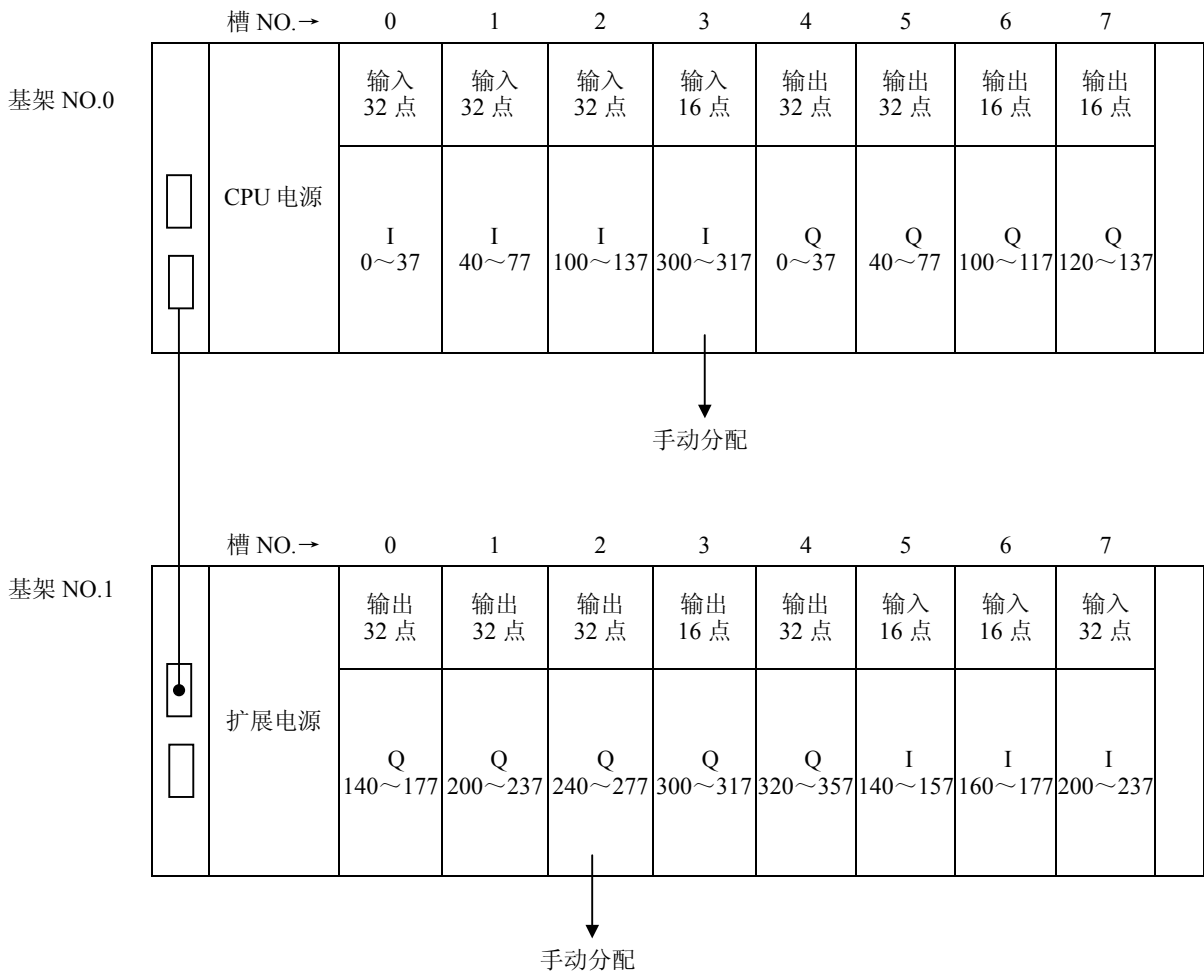 槽 NO.→ 0 1 2 3 4 5 6 7
基架 NO.0
CPU 电源
输入 32 点
输入 32 点
输入 32 点
输入 16 点
输出 32 点
输出 32 点
输出 16 点
输出 16 点
I 0～37
I 40～77
I 100～137
I 300～317
Q 0～37
Q 40～77
Q 100～117
Q 120～137
手动分配
槽 NO.→ 0 1 2 3 4 5 6 7
基架 NO.1
扩展电源
输出 32 点
输出 32 点
输出 32 点
输出 16 点
输出 32 点
输入 16 点
输入 16 点
输入 32 点
Q 140～177
Q 200～237
Q 240～277
Q 300～317
Q 320～357
I 140～157
I 160～177
I 200～237
手动分配